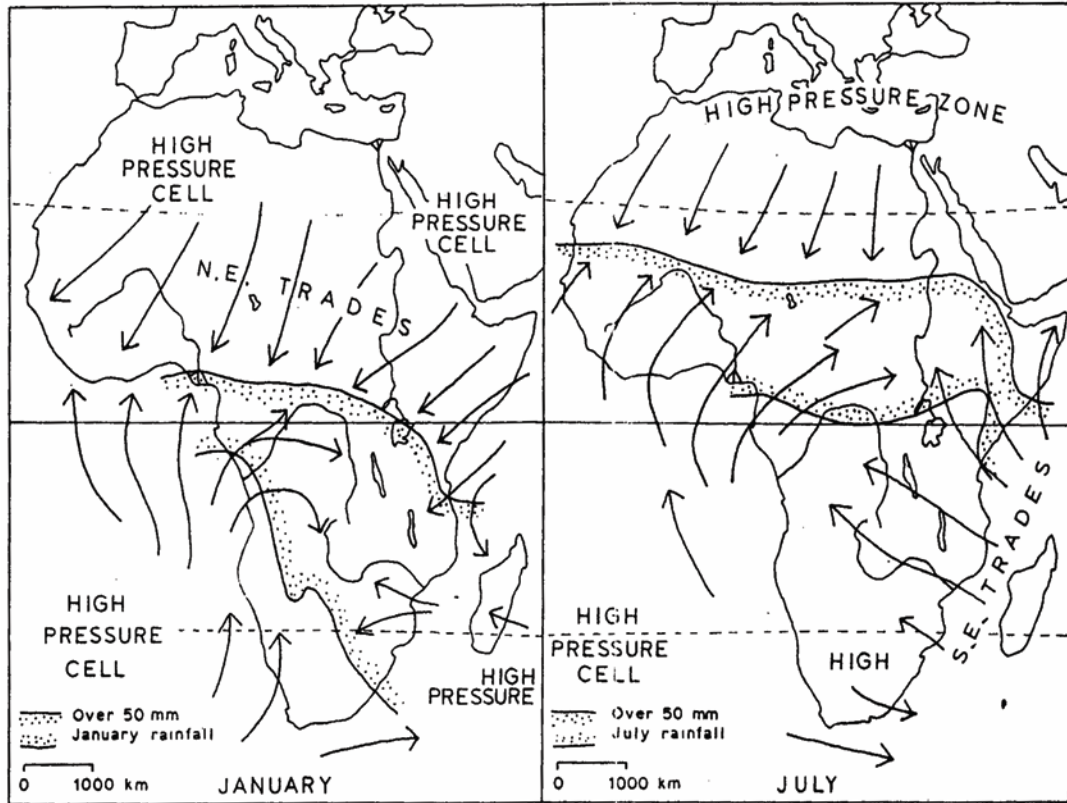 HIGH
PRESSURE
CELL
HIGH
PRESSURE
CELL
N.E. TRADES
HIGH
PRESSURE
CELL
HIGH
PRESSURE
Over 50 mm
January rainfall
0 1000 km
JANUARY
HIGH PRESSURE ZONE
S.E. TRADES
HIGH
PRESSURE
CELL
HIGH
Over 50 mm
July rainfall
0 1000 km
JULY